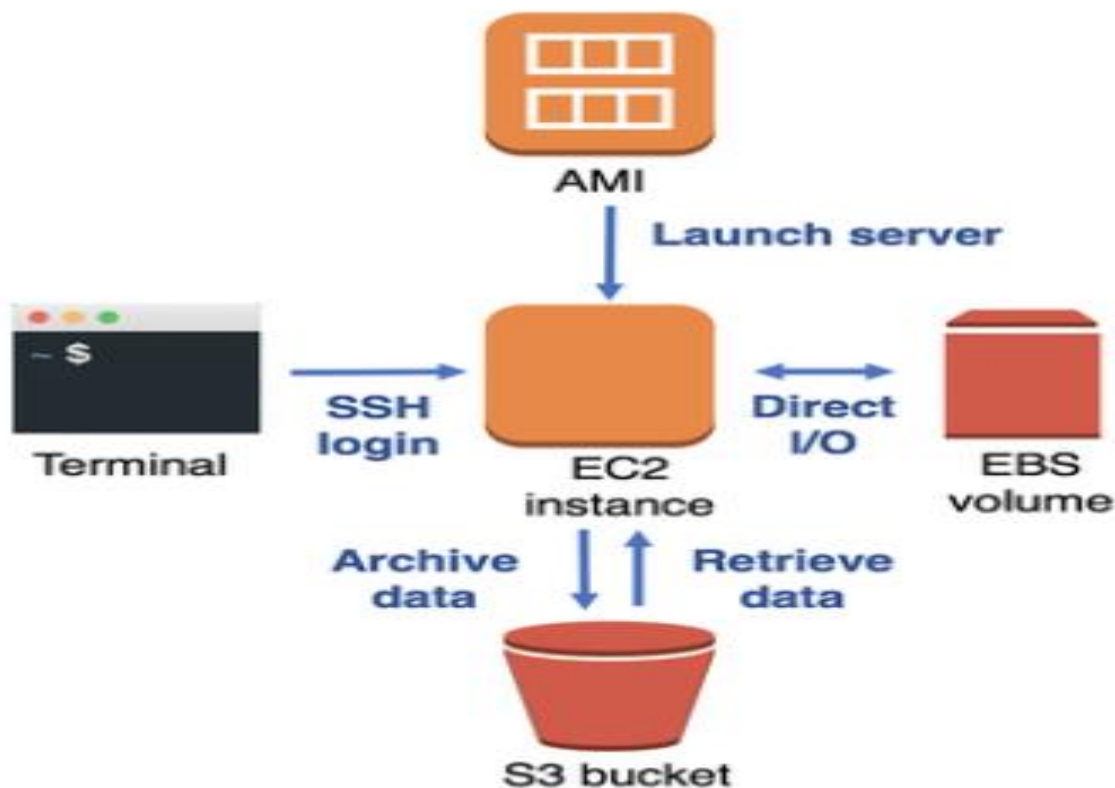 AMI
Launch server
~ $
Terminal
SSH
login
EC2
instance
Direct
I/O
EBS
volume
Archive
data
Retrieve
data
S3 bucket